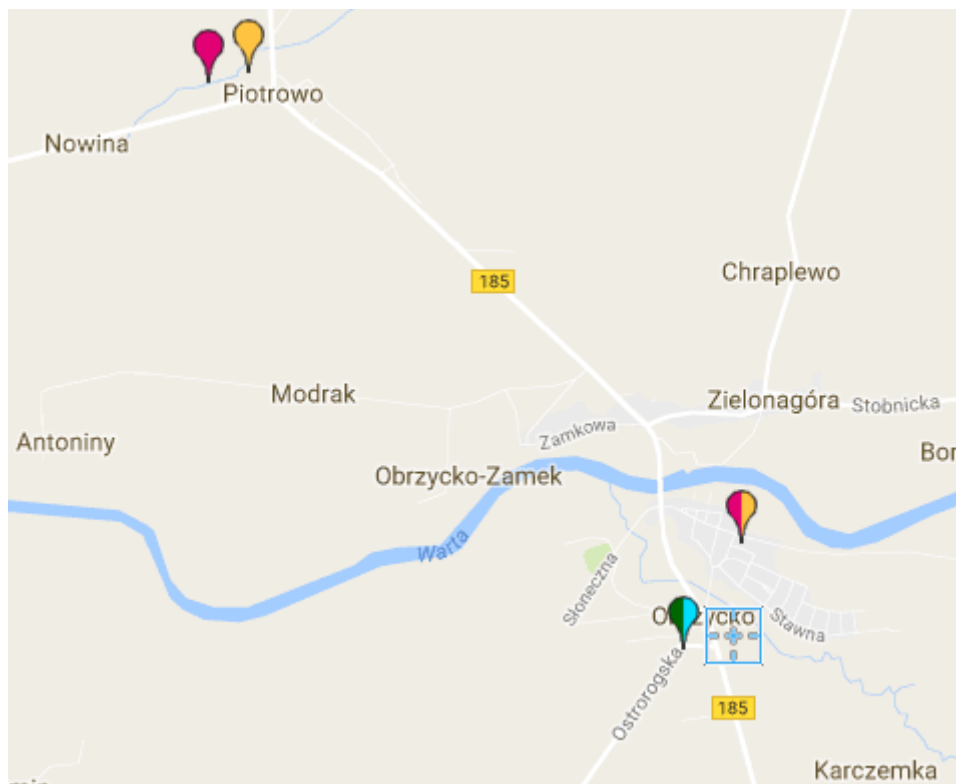 Piotrowo
Nowina
Chraplewo
185
Modrak
Zielonagóra
Stobnicka
Antoniny
Zamkowa
Bor
Obrzycko-Zamek
Warta
Słoneczna
Stawna
Ostrorogska
185
Karczemka